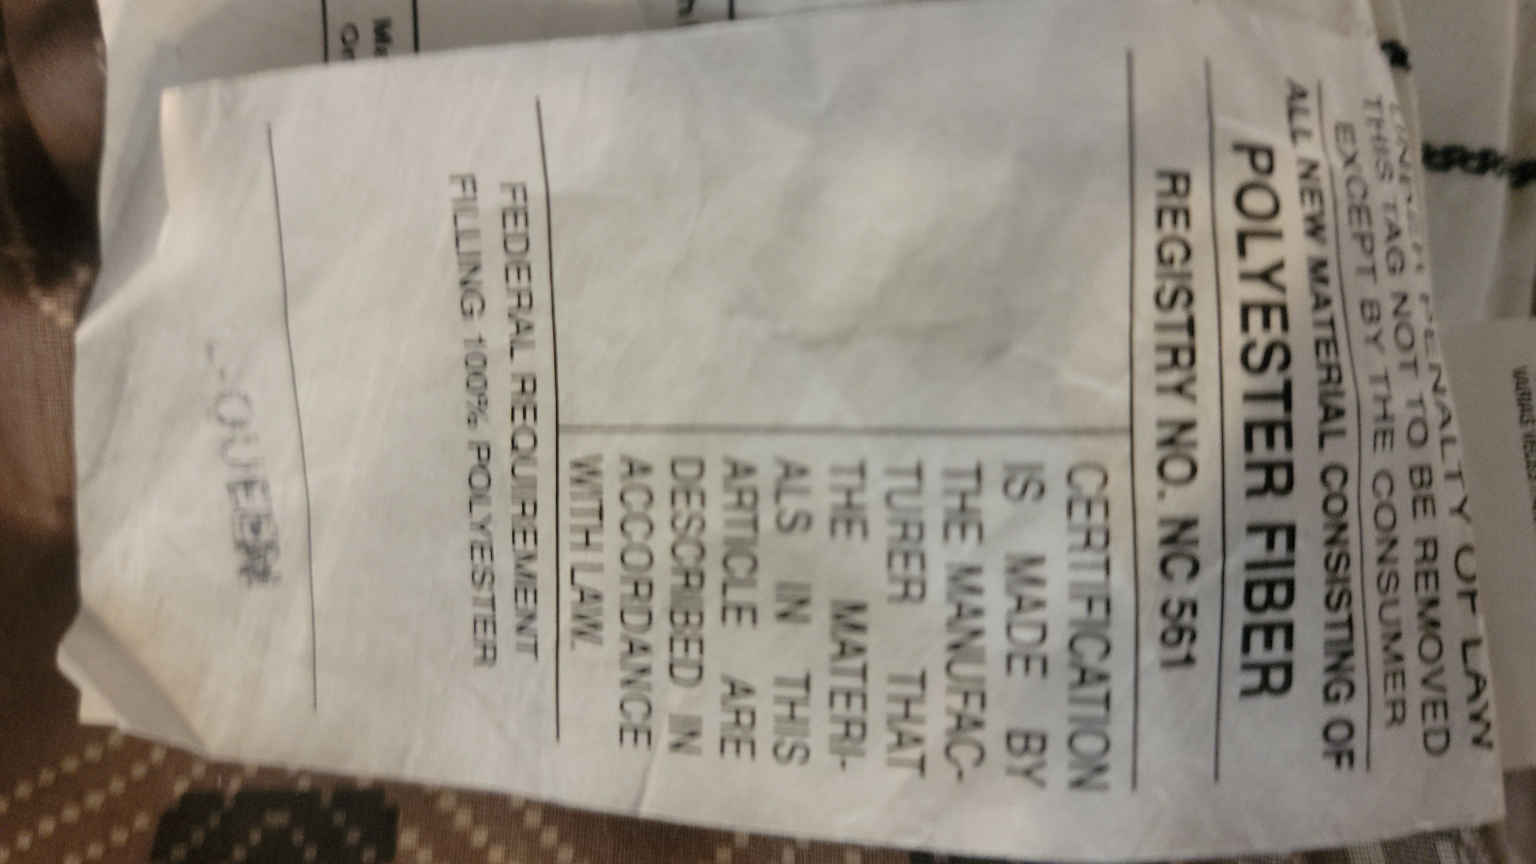 UNDER PENALTY OF LAW
THIS TAG NOT TO BE REMOVED
EXCEPT BY THE CONSUMER
ALL NEW MATERIAL CONSISTING OF
POLYESTER FIBER
REGISTRY NO. NC 561
CERTIFICATION
IS MADE BY
THE MANUFAC-
TURER THAT
THE MATERI-
ALS IN THIS
ARTICLE ARE
DESCRIBED IN
ACCORDANCE
WITH LAW.
FEDERAL REQUIREMENT
FILLING 100% POLYESTER